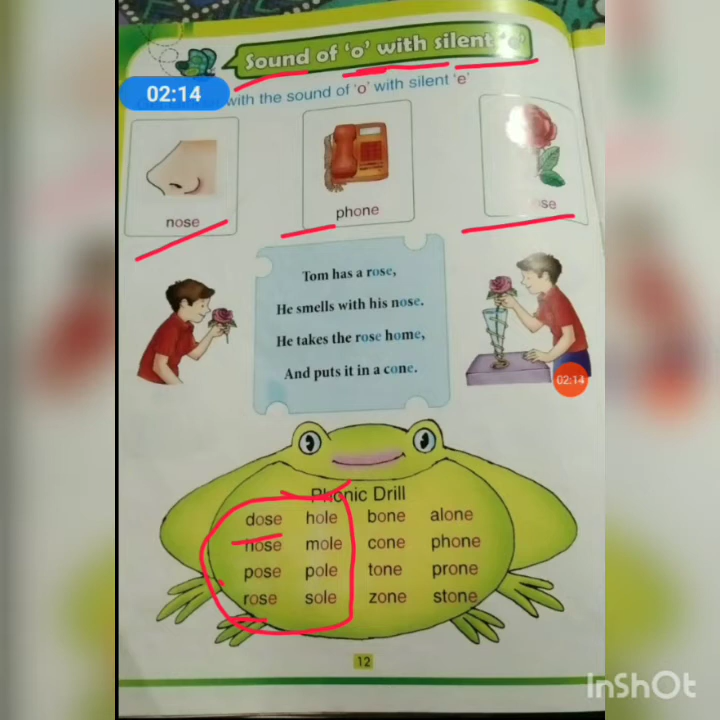 Sound of 'o' with silent 'e'
02:14
with the sound of 'o' with silent 'e'
nose
phone
Tom has a rose,
He smells with his nose.
He takes the rose home,
And puts it in a cone.
02:14
Phonic Drill
dose hole bone alone
nose mole cone phone
pose pole tone prone
rose sole zone stone
12
InShOt